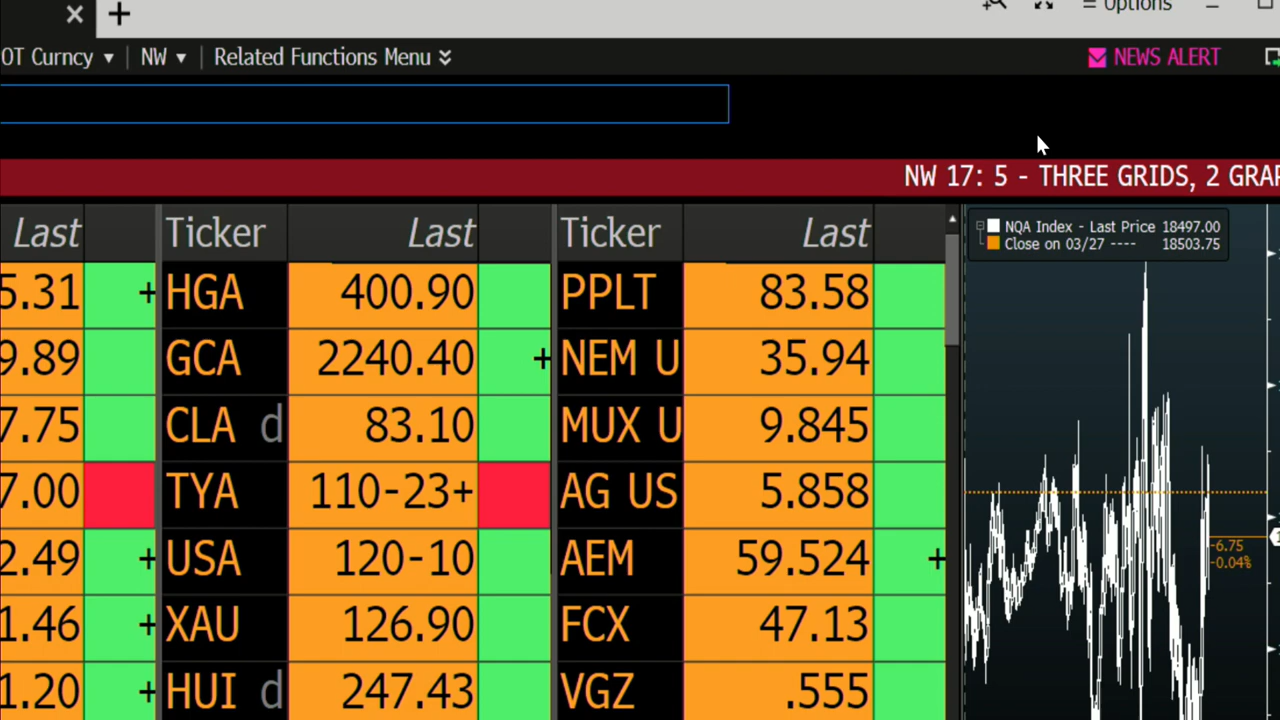 Options
OT Curncy ▾ NW ▾ Related Functions Menu
NEWS ALERT
NW 17: 5 - THREE GRIDS, 2 GRAP
Last Ticker Last Ticker Last
5.31 + HGA 400.90 PPLT 83.58
9.89 GCA 2240.40 + NEM U 35.94
7.75 CLA d 83.10 MUX U 9.845
7.00 TYA 110-23+ AG US 5.858
2.49 + USA 120-10 AEM 59.524 +
1.46 + XAU 126.90 FCX 47.13
1.20 + HUI d 247.43 VGZ .555
NQA Index - Last Price 18497.00
Close on 03/27 ---- 18503.75
-6.75
-0.04%